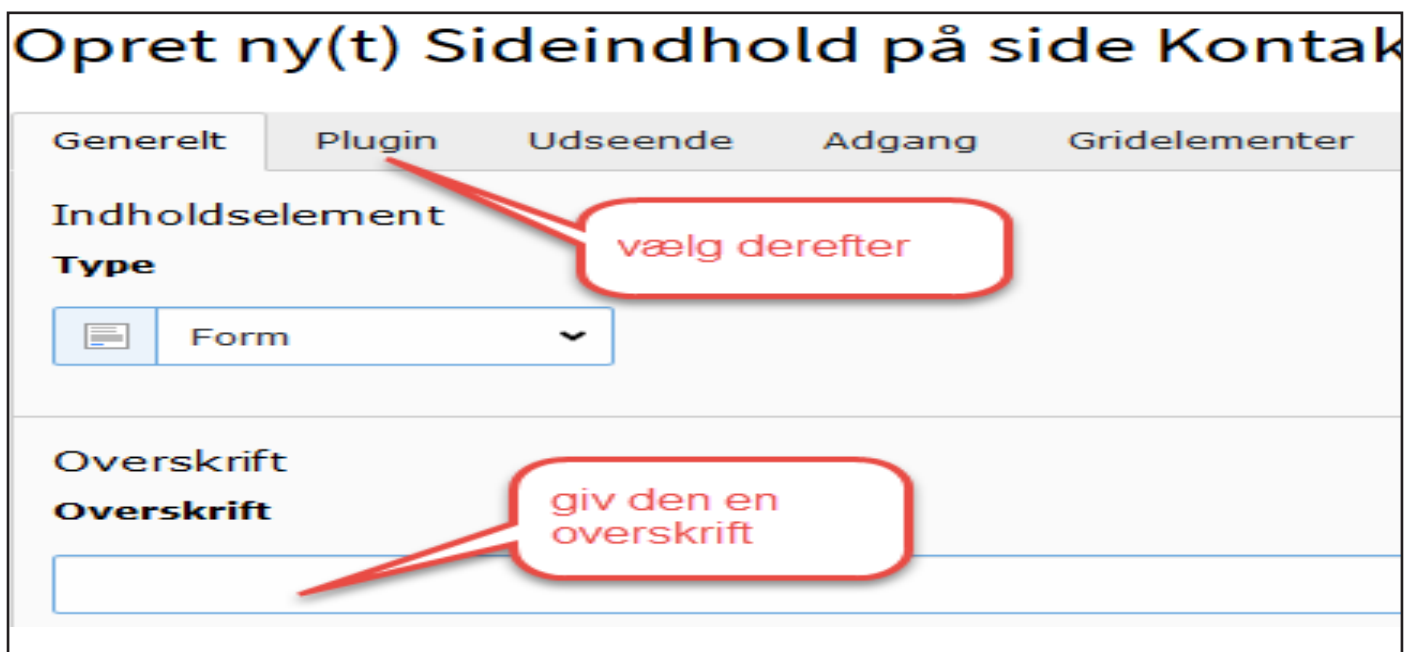 Opret ny(t) Sideindhold på side Kontak
Generelt Plugin Udseende Adgang Gridelementer
Indholdselement
vælg derefter
Type
Form
Overskrift
Overskrift
giv den en
overskrift